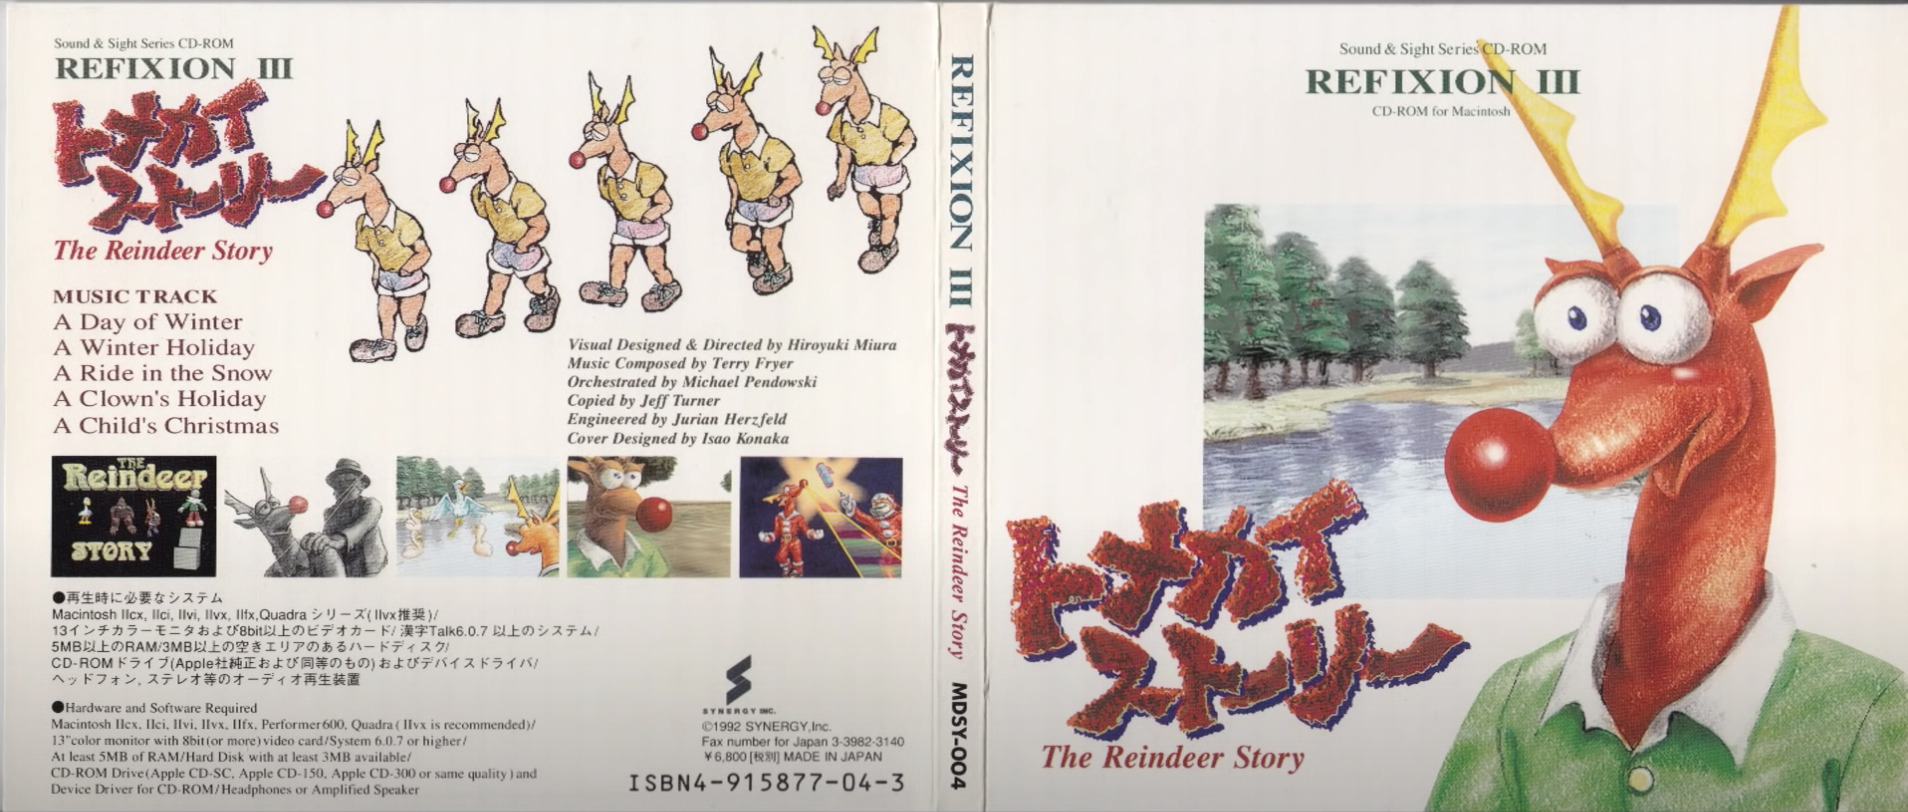 Sound & Sight Series CD-ROM
REFIXION III
トナカイ
ストーリー
The Reindeer Story
MUSIC TRACK
A Day of Winter
A Winter Holiday
A Ride in the Snow
A Clown's Holiday
A Child's Christmas
Visual Designed & Directed by Hiroyuki Miura
Music Composed by Terry Fryer
Orchestrated by Michael Pendowski
Copied by Jeff Turner
Engineered by Jurian Herzfeld
Cover Designed by Isao Konaka
THE
Reindeer
STORY
●再生時に必要なシステム
Macintosh IIcx, IIci, IIvi, IIvx, IIfx,Quadra シリーズ(IIvx推奨)/
13インチカラーモニタおよび8bit以上のビデオカード/ 漢字Talk6.0.7 以上のシステム/
5MB以上のRAM/3MB以上の空きエリアのあるハードディスク/
CD-ROMドライブ(Apple社純正および同等のもの) およびデバイスドライバ/
ヘッドフォン, ステレオ等のオーディオ再生装置
●Hardware and Software Required
Macintosh IIcx, IIci, IIvi, IIvx, IIfx, Performer600, Quadra ( IIvx is recommended)/
13"color monitor with 8bit(or more) video card/System 6.0.7 or higher/
At least 5MB of RAM/Hard Disk with at least 3MB available/
CD-ROM Drive(Apple CD-SC, Apple CD-150, Apple CD-300 or same quality) and
Device Driver for CD-ROM/Headphones or Amplified Speaker
SYNERGY INC.
©1992 SYNERGY,Inc.
Fax number for Japan 3-3982-3140
¥6,800[税別] MADE IN JAPAN
ISBN4-915877-04-3
REFIXION III トナカイストーリー The Reindeer Story MDSY-004
Sound & Sight Series CD-ROM
REFIXION III
CD-ROM for Macintosh
トナカイ
ストーリー
The Reindeer Story